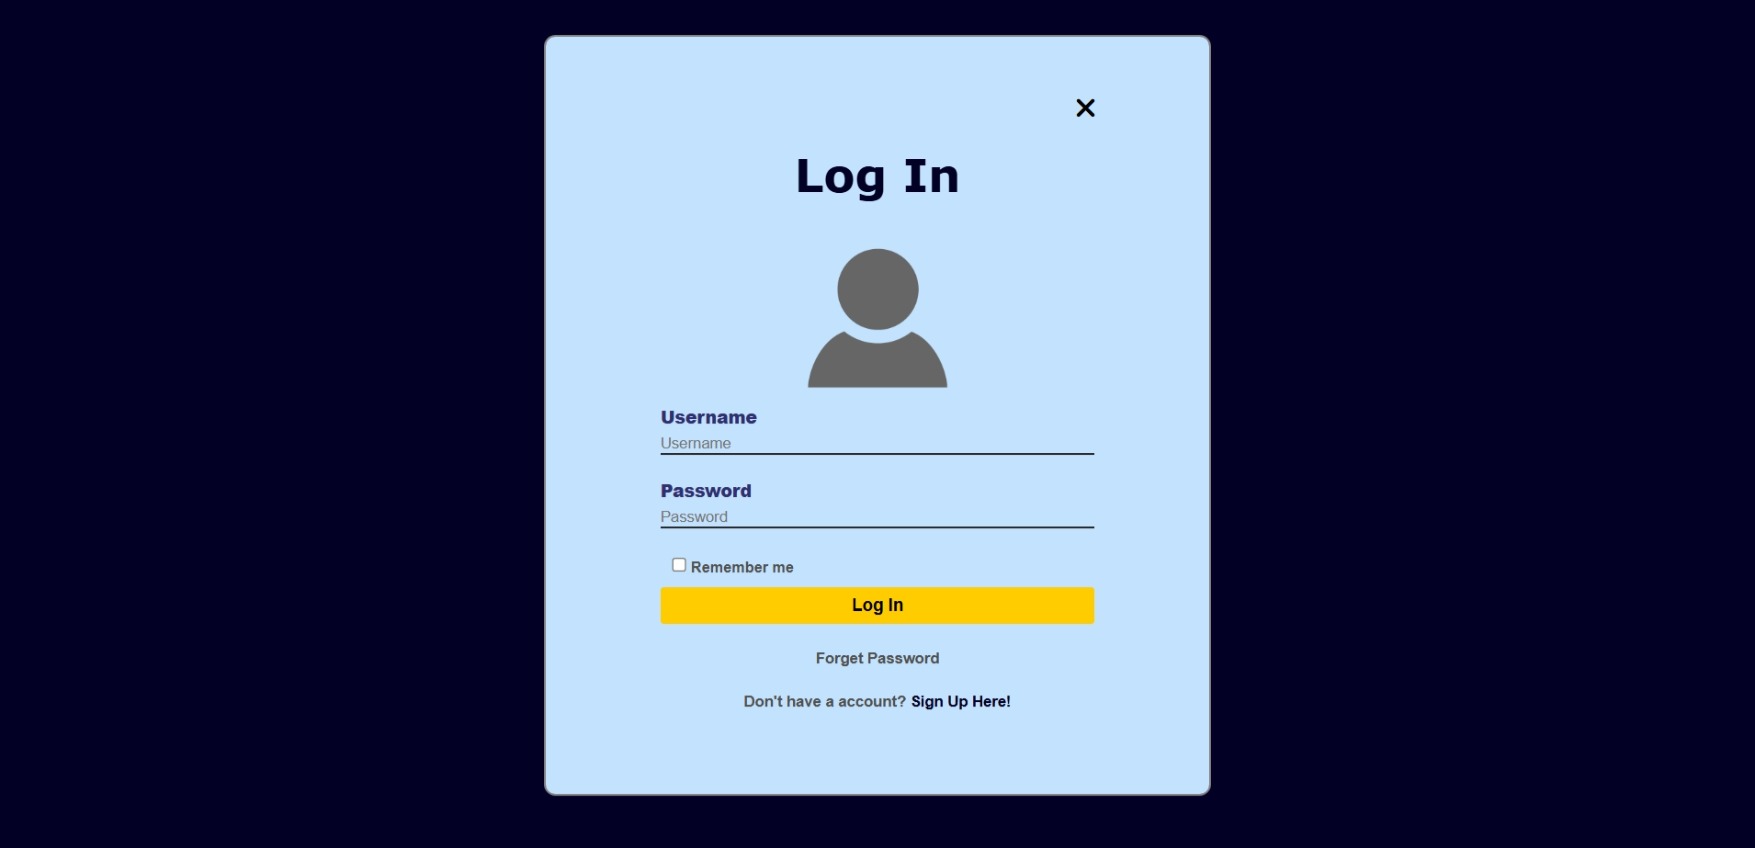 Log In
Username
Username
Password
Password
Remember me
Log In
Forget Password
Don't have a account? Sign Up Here!